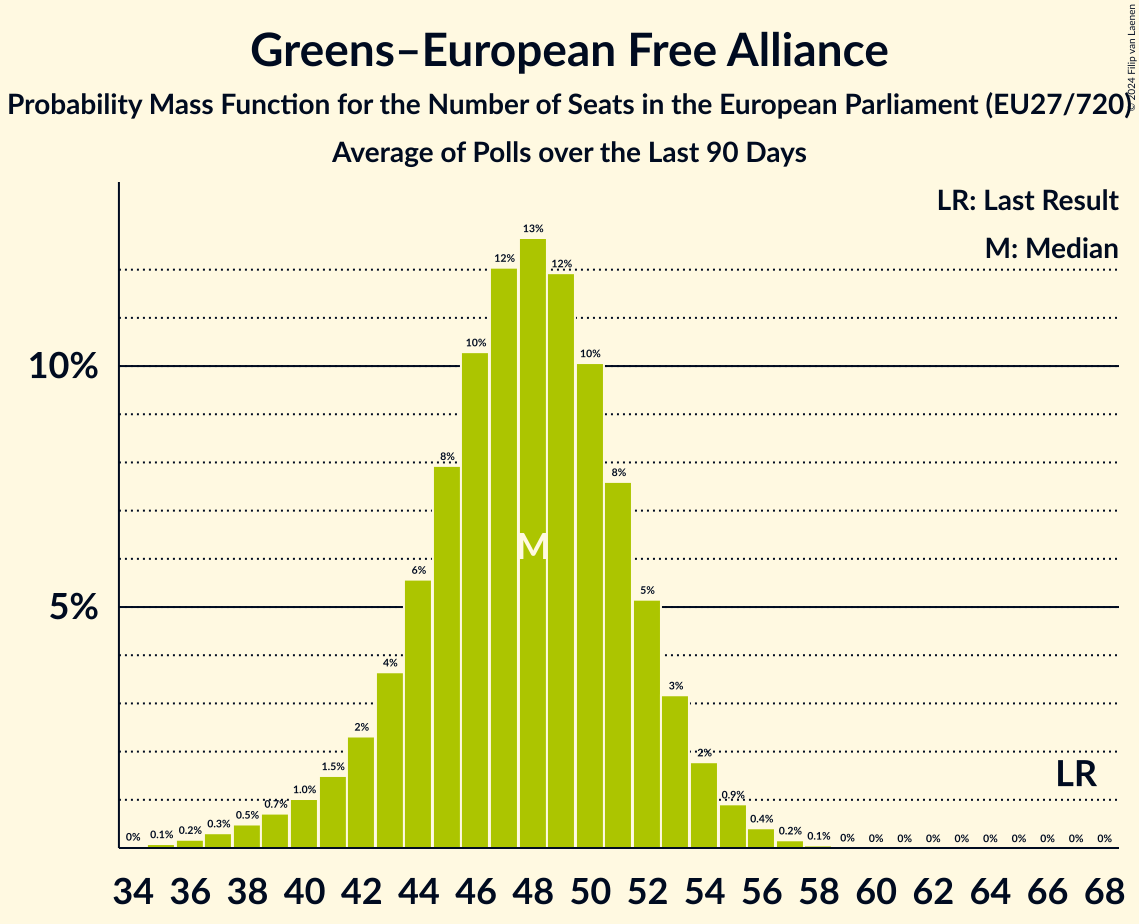 Greens–European Free Alliance
Probability Mass Function for the Number of Seats in the European Parliament (EU27/720)
Average of Polls over the Last 90 Days
© 2024 Filip van Laenen
LR: Last Result
M: Median
10%
5%
0% 0.1% 0.2% 0.3% 0.5% 0.7% 1.0% 1.5% 2% 4% 6% 8% 10% 12% 13% 12% 10% 8% 5% 3% 2% 0.9% 0.4% 0.2% 0.1% 0% 0% 0% 0% 0% 0% 0% 0% 0% 0%
M
LR
34 36 38 40 42 44 46 48 50 52 54 56 58 60 62 64 66 68